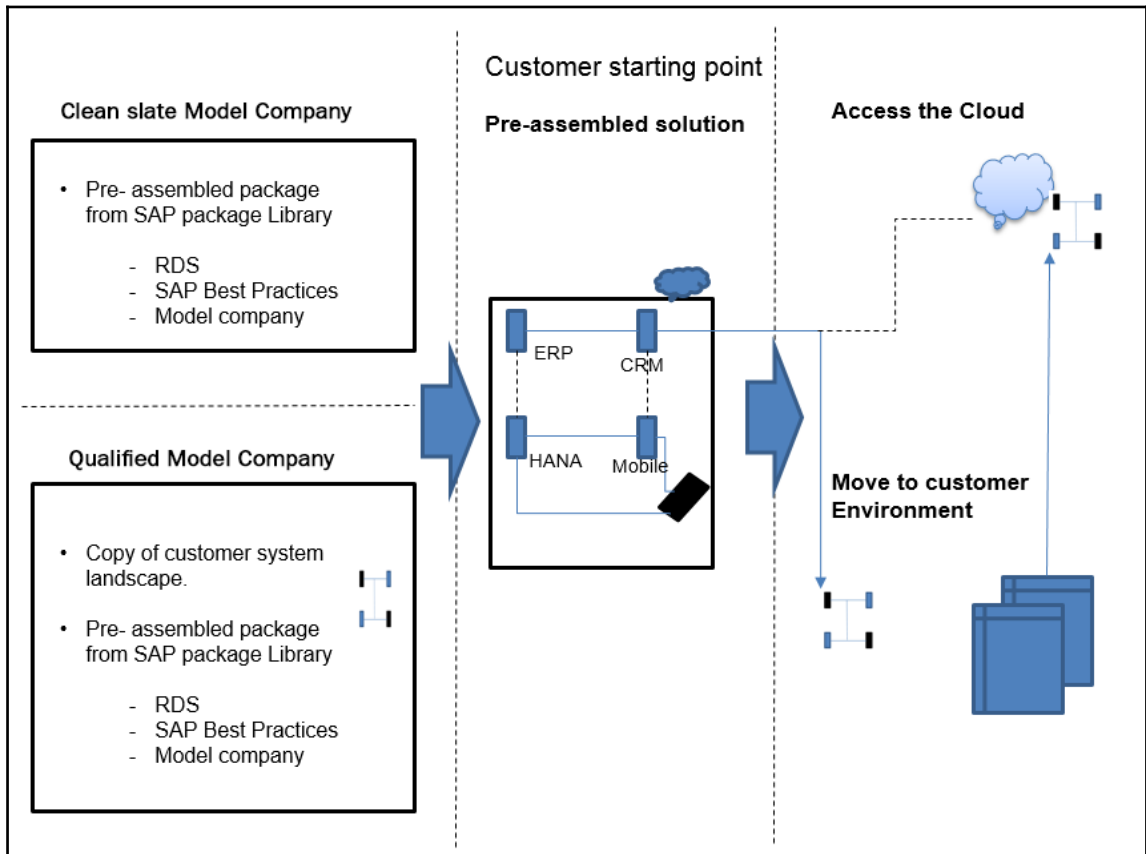 Clean slate Model Company
• Pre- assembled package
from SAP package Library
- RDS
- SAP Best Practices
- Model company
Qualified Model Company
• Copy of customer system
landscape.
• Pre- assembled package
from SAP package Library
- RDS
- SAP Best Practices
- Model company
Customer starting point
Pre-assembled solution
ERP
CRM
HANA
Mobile
Access the Cloud
Move to customer
Environment